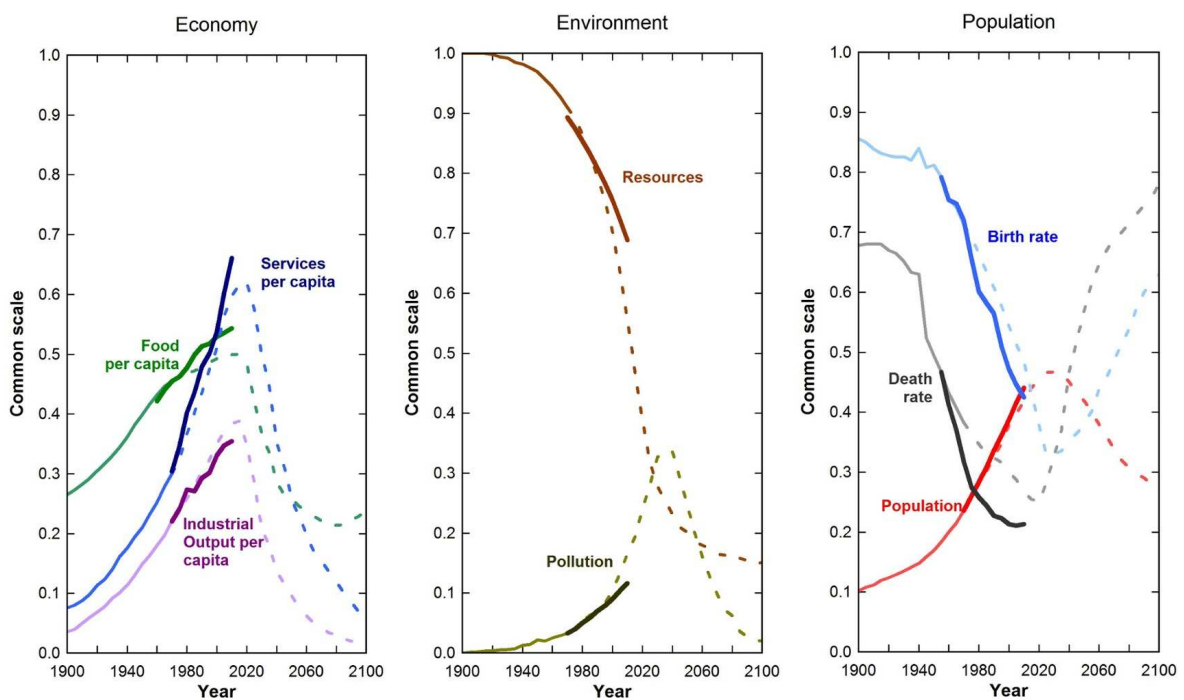 Economy
Common scale
1.0
0.9
0.8
0.7
0.6
0.5
0.4
0.3
0.2
0.1
0.0
Services
per capita
Food
per capita
Industrial
Output per
capita
1900 1940 1980 2020 2060 2100
Year
Environment
Common scale
1.0
0.9
0.8
0.7
0.6
0.5
0.4
0.3
0.2
0.1
0.0
Resources
Pollution
1900 1940 1980 2020 2060 2100
Year
Population
Common scale
1.0
0.9
0.8
0.7
0.6
0.5
0.4
0.3
0.2
0.1
0.0
Birth rate
Death
rate
Population
1900 1940 1980 2020 2060 2100
Year